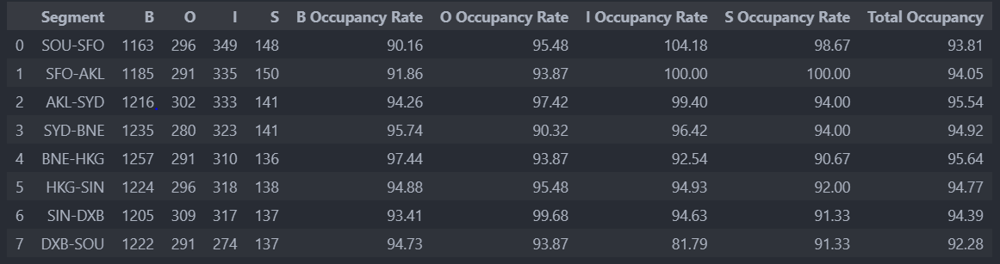 Segment B O I S B Occupancy Rate O Occupancy Rate I Occupancy Rate S Occupancy Rate Total Occupancy
0 SOU-SFO 1163 296 349 148 90.16 95.48 104.18 98.67 93.81
1 SFO-AKL 1185 291 335 150 91.86 93.87 100.00 100.00 94.05
2 AKL-SYD 1216 302 333 141 94.26 97.42 99.40 94.00 95.54
3 SYD-BNE 1235 280 323 141 95.74 90.32 96.42 94.00 94.92
4 BNE-HKG 1257 291 310 136 97.44 93.87 92.54 90.67 95.64
5 HKG-SIN 1224 296 318 138 94.88 95.48 94.93 92.00 94.77
6 SIN-DXB 1205 309 317 137 93.41 99.68 94.63 91.33 94.39
7 DXB-SOU 1222 291 274 137 94.73 93.87 81.79 91.33 92.28